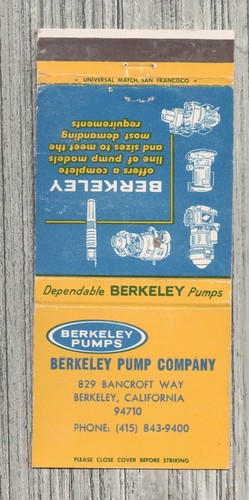 UNIVERSAL MATCH, SAN FRANCISCO
BERKELEY
offers a complete
line of pump models
and sizes to meet the
most demanding
requirements
Dependable BERKELEY Pumps
BERKELEY
PUMPS
BERKELEY PUMP COMPANY
829 BANCROFT WAY
BERKELEY, CALIFORNIA
94710
PHONE: (415) 843-9400
PLEASE CLOSE COVER BEFORE STRIKING